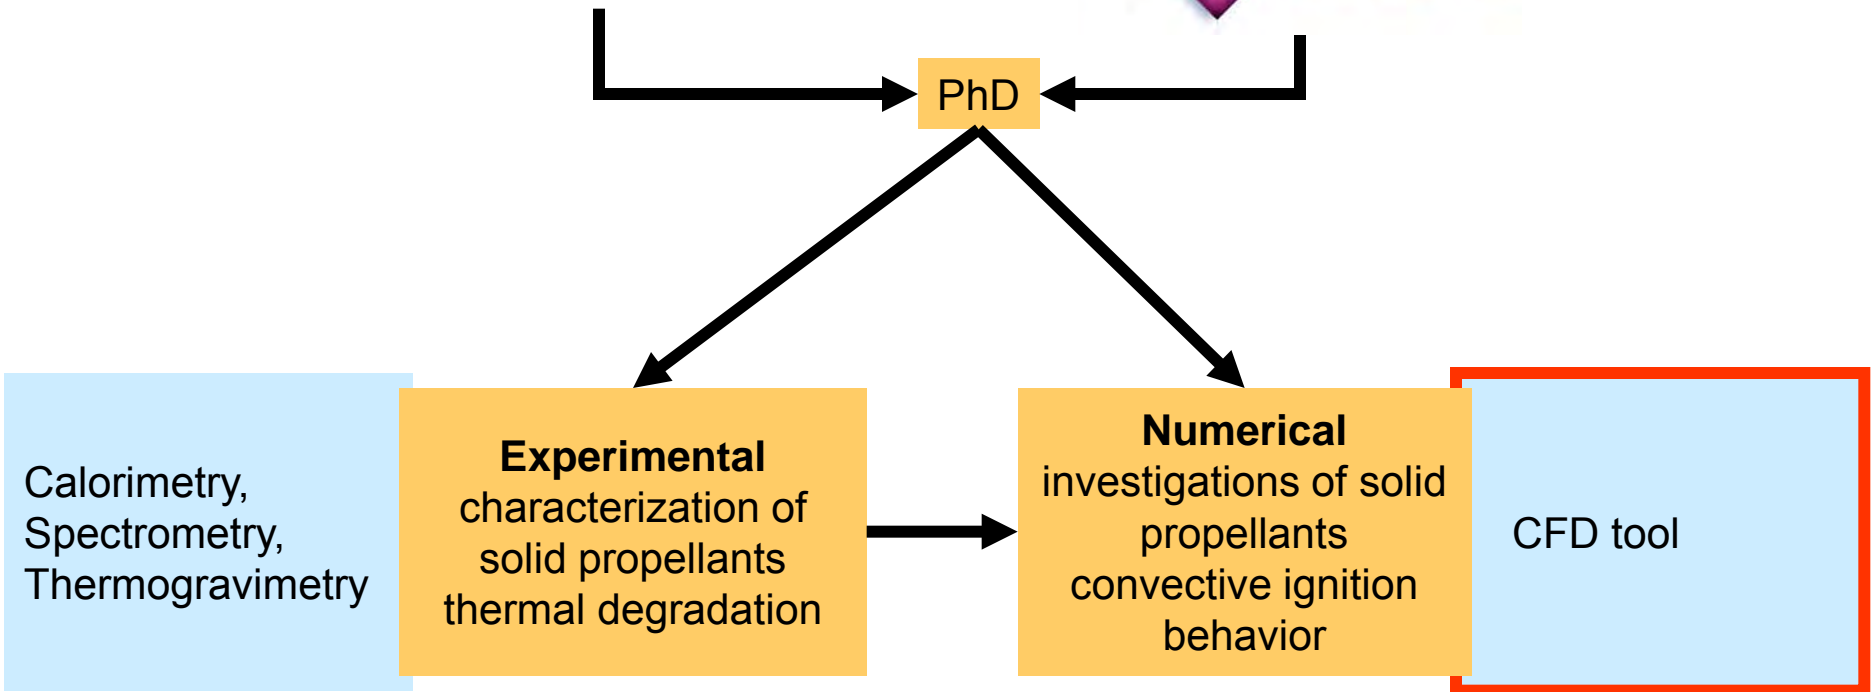 PhD
Calorimetry,
Spectrometry,
Thermogravimetry
Experimental
characterization of
solid propellants
thermal degradation
Numerical
investigations of solid
propellants
convective ignition
behavior
CFD tool